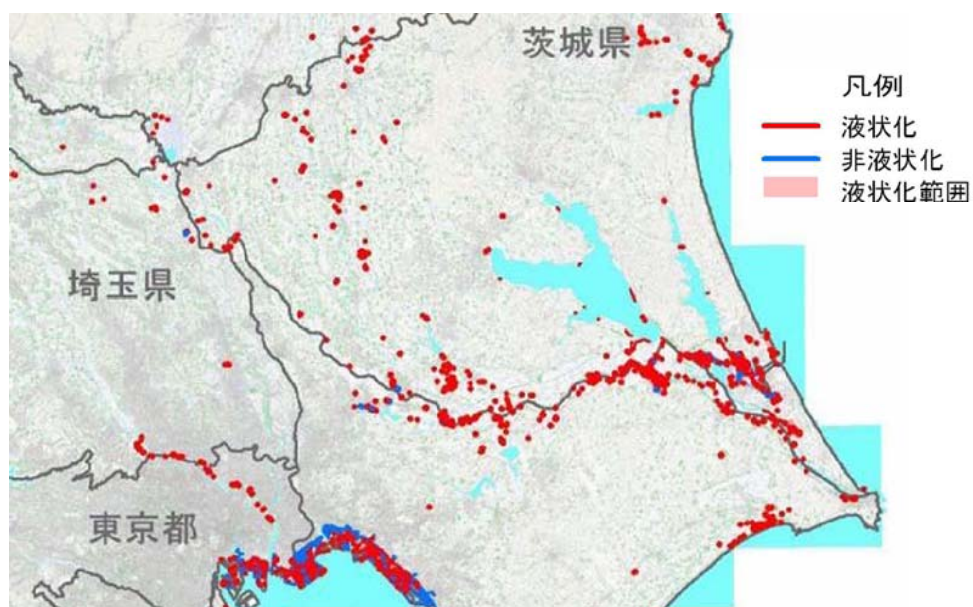 茨城県
凡例
液状化
非液状化
液状化範囲
埼玉県
東京都